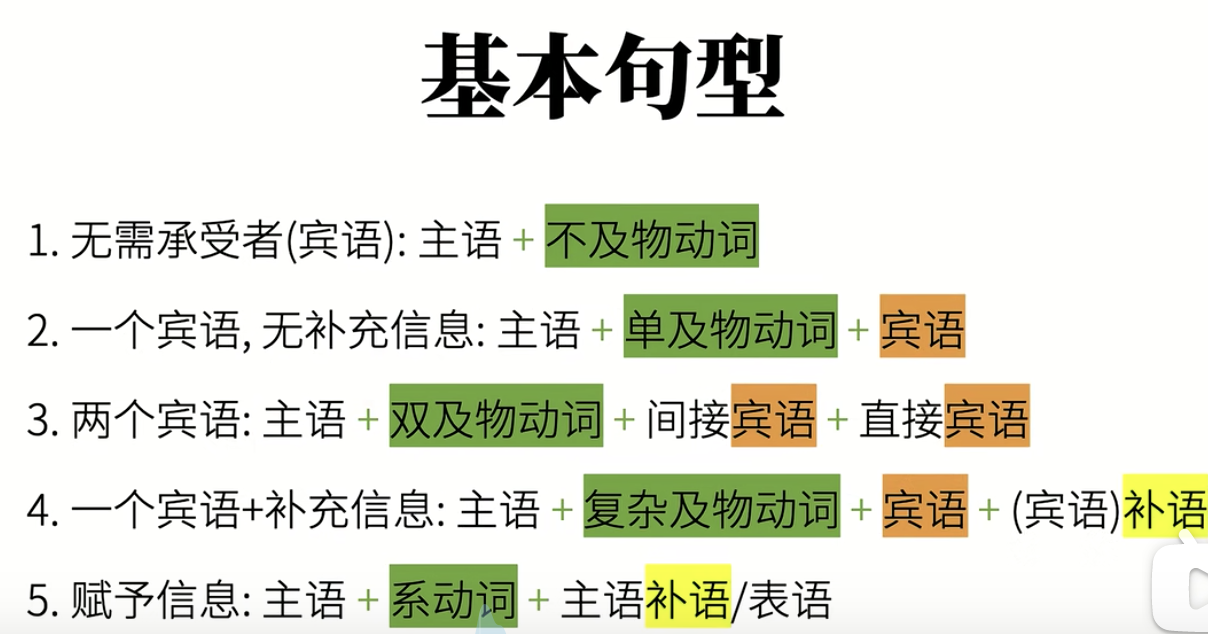 基本句型
1. 无需承受者(宾语): 主语 + 不及物动词
2. 一个宾语, 无补充信息: 主语 + 单及物动词 + 宾语
3. 两个宾语: 主语 + 双及物动词 + 间接宾语 + 直接宾语
4. 一个宾语+补充信息: 主语 + 复杂及物动词 + 宾语 + (宾语)补语
5. 赋予信息: 主语 + 系动词 + 主语补语/表语